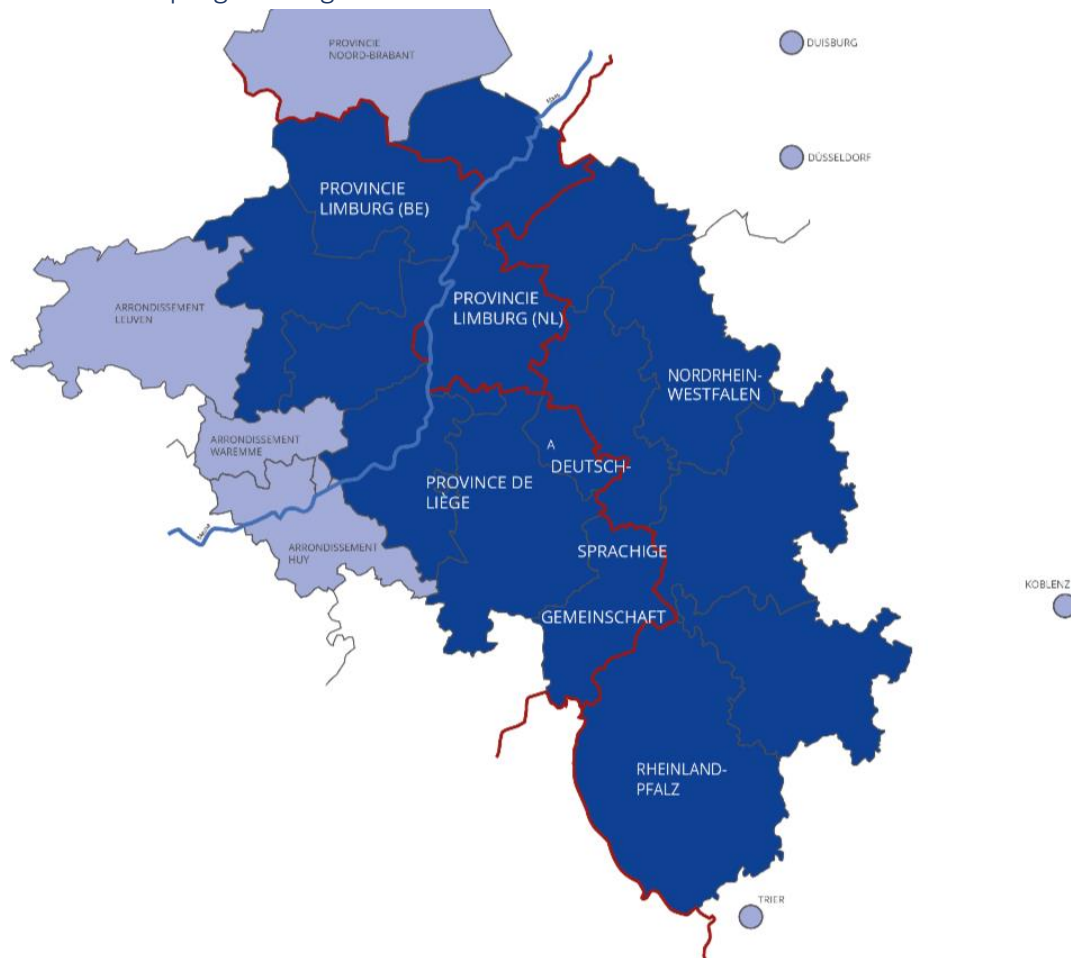 PROVINCIE
NOORD-BRABANT
DUISBURG
DÜSSELDORF
PROVINCIE
LIMBURG (BE)
ARRONDISSEMENT
LEUVEN
PROVINCIE
LIMBURG (NL)
NORDRHEIN-
WESTFALEN
ARRONDISSEMENT
WAREMME
A
DEUTSCH-
PROVINCE DE
LIÈGE
SPRACHIGE
ARRONDISSEMENT
HUY
GEMEINSCHAFT
KOBLENZ
RHEINLAND-
PFALZ
TRIER